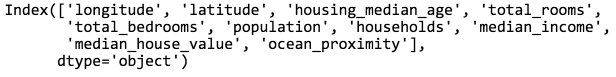 Index(['longitude', 'latitude', 'housing_median_age', 'total_rooms',
'total_bedrooms', 'population', 'households', 'median_income',
'median_house_value', 'ocean_proximity'],
dtype='object')